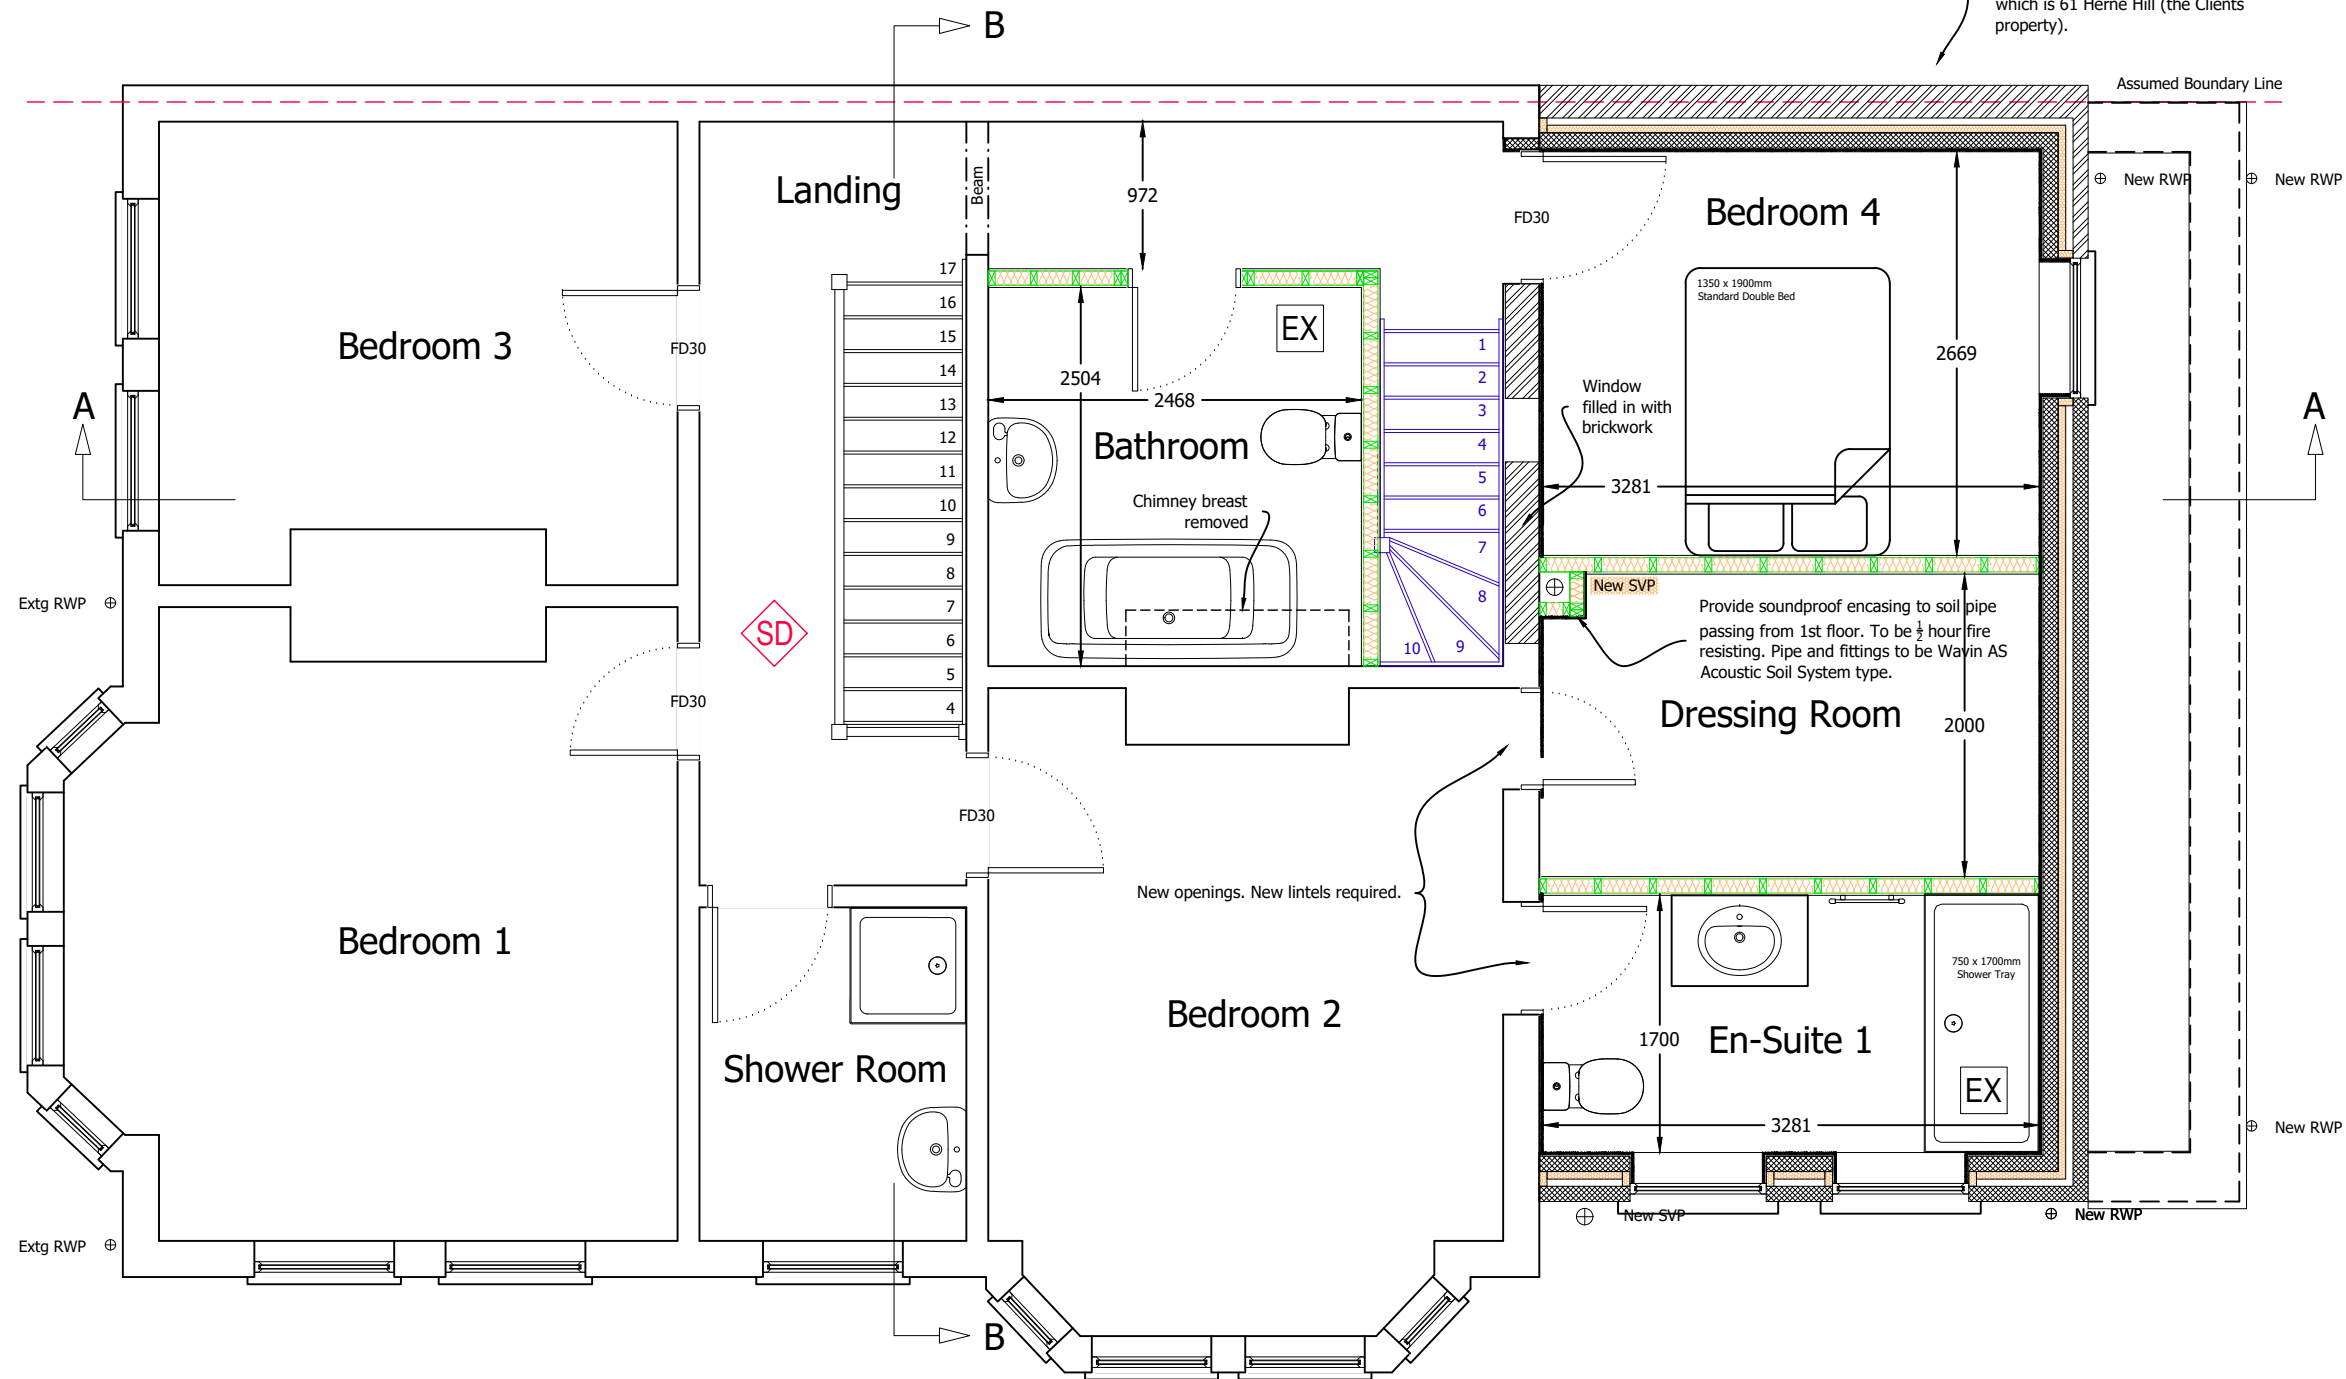 which is 61 Herne Hill (the Clients
property).
B
Assumed Boundary Line
New RWP
New RWP
Landing
Beam
972
FD30
Bedroom 4
17
16
15
14
13
12
11
10
9
8
7
6
5
4
1350 x 1900mm
Standard Double Bed
EX
Bedroom 3
FD30
2504
2468
2669
1
2
3
4
5
6
7
8
9
10
Window
filled in with
brickwork
A
A
Bathroom
3281
Chimney breast
removed
New SVP
Extg RWP
SD
Provide soundproof encasing to soil pipe
passing from 1st floor. To be ½ hour fire
resisting. Pipe and fittings to be Wavin AS
Acoustic Soil System type.
FD30
Dressing Room
2000
FD30
New openings. New lintels required.
Bedroom 1
750 x 1700mm
Shower Tray
Bedroom 2
1700
En-Suite 1
Shower Room
EX
3281
New RWP
New SVP
New RWP
Extg RWP
B